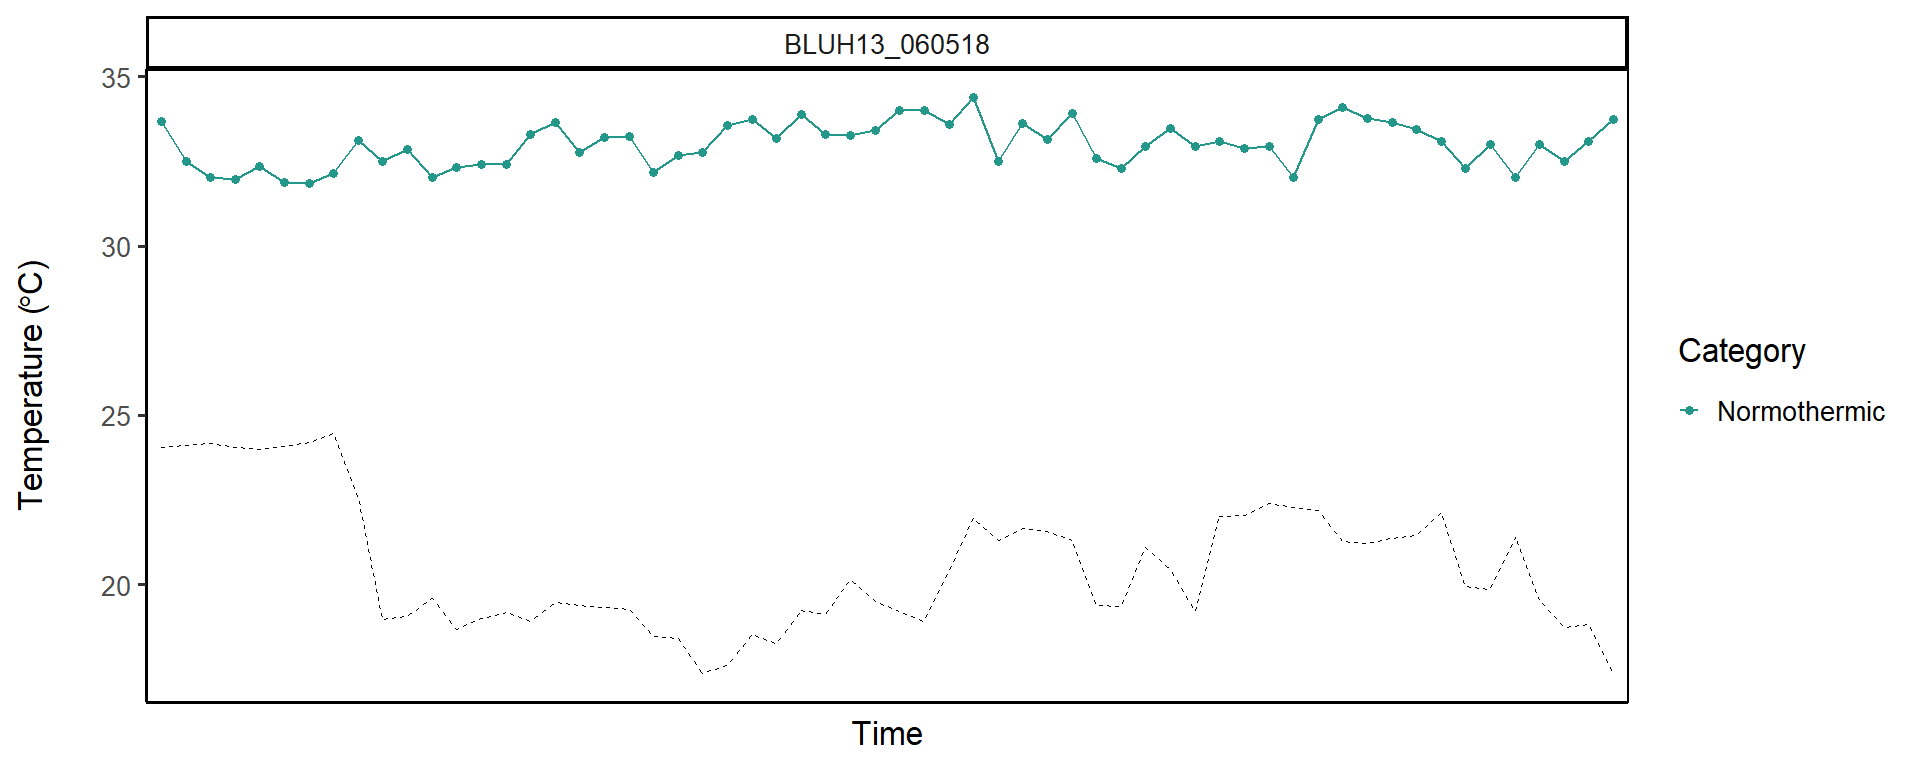 BLUH13_060518
35
30
25
20
Temperature (°C)
Time
Category
Normothermic